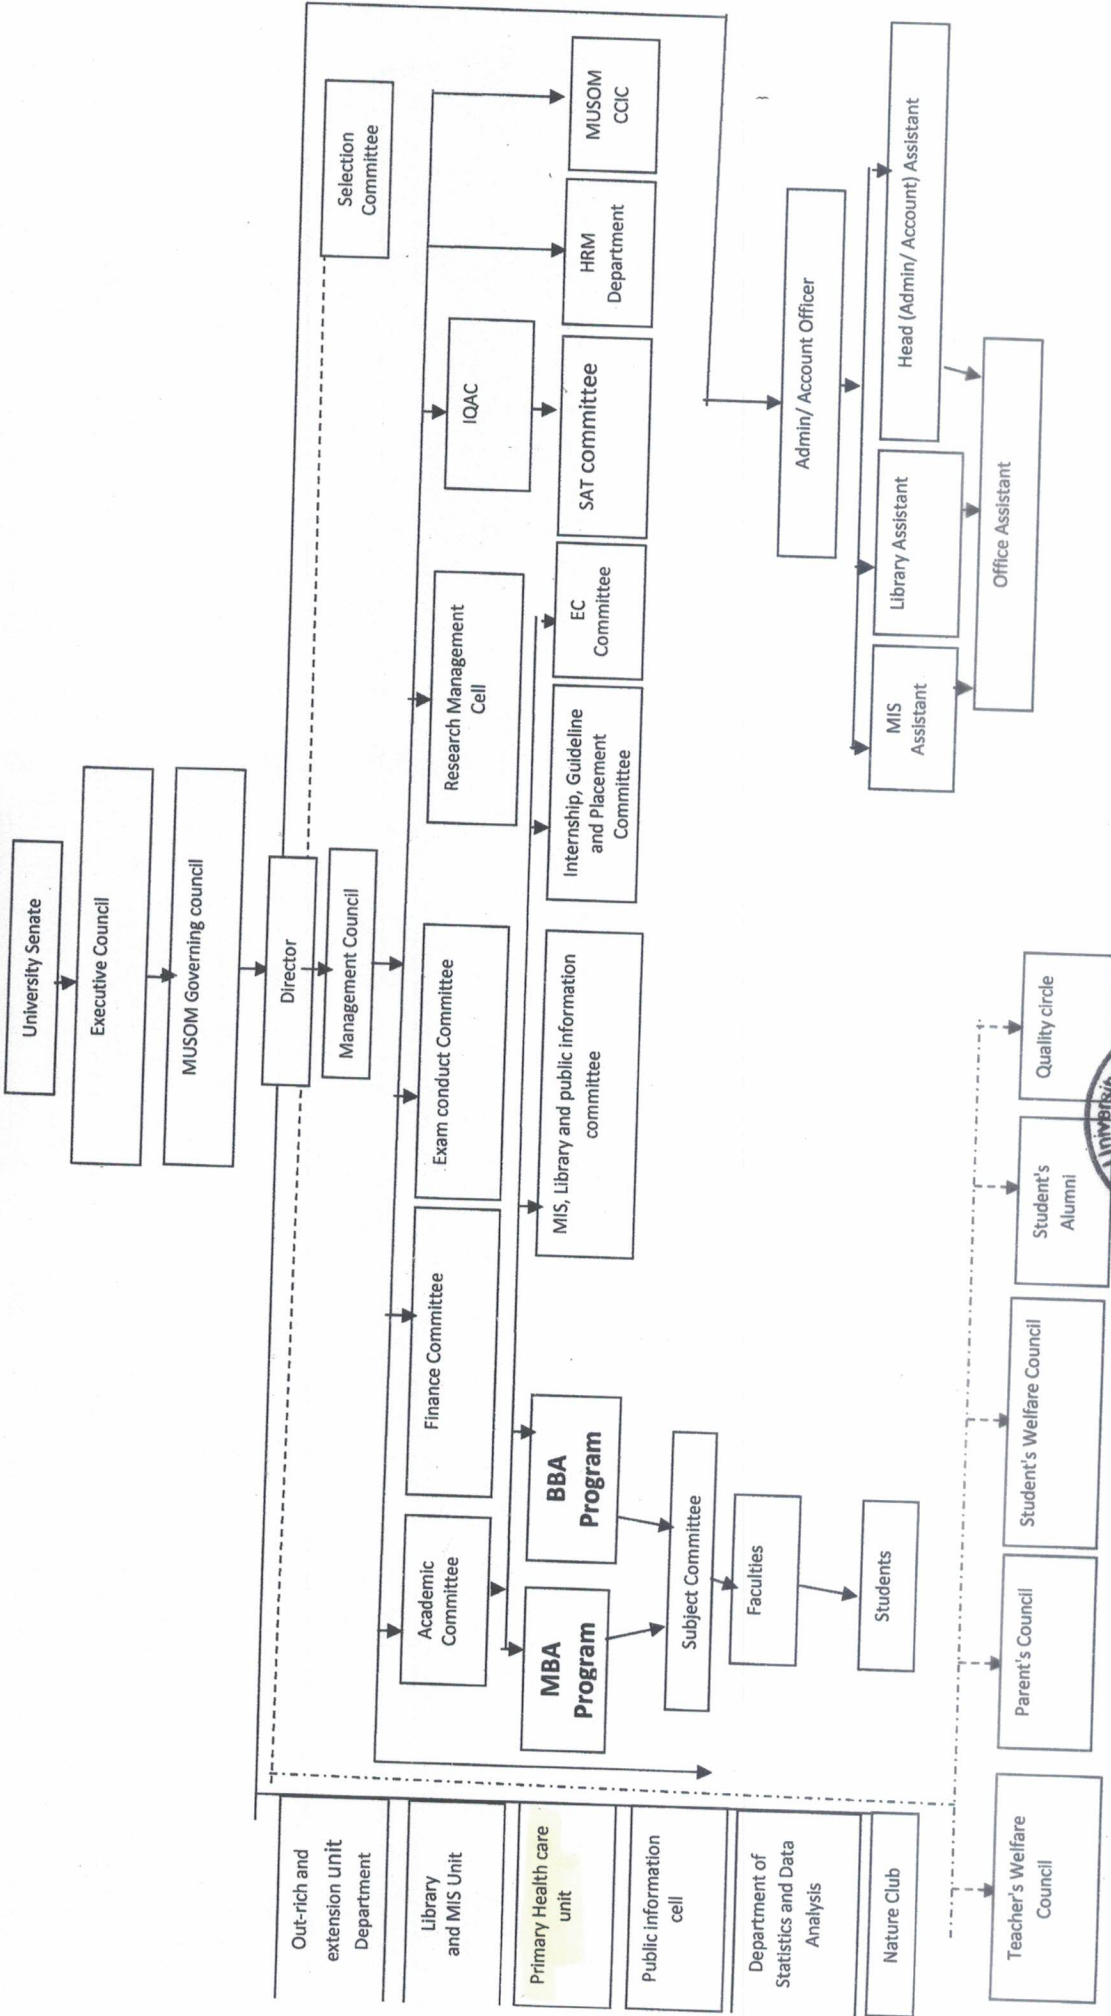 University Senate
Executive Council
MUSOM Governing council
Director
Management Council
Selection
Committee
Academic
Committee
Finance Committee
Exam conduct Committee
Research Management
Cell
IQAC
MBA
Program
BBA
Program
MIS, Library and public information
committee
Internship, Guideline
and Placement
Committee
EC
Committee
SAT committee
HRM
Department
MUSOM
CCIC
Subject Committee
Faculties
Students
Admin/ Account Officer
MIS
Assistant
Library Assistant
Head (Admin/ Account) Assistant
Office Assistant
Out-rich and
extension unit
Department
Library
and MIS Unit
Primary Health care
unit
Public information
cell
Department of
Statistics and Data
Analysis
Nature Club
Teacher's Welfare
Council
Parent's Council
Student's Welfare Council
Student's
Alumni
Quality circle